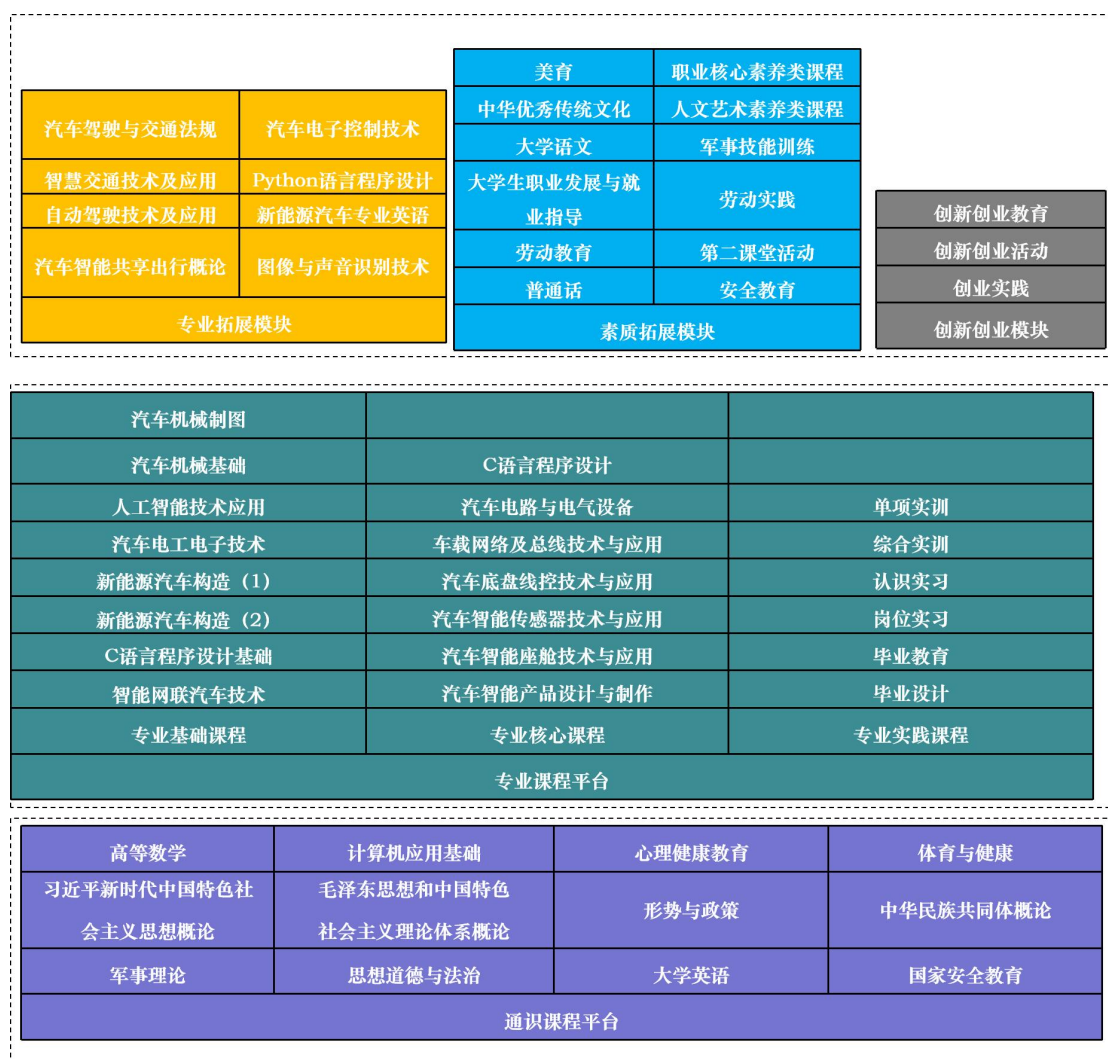 美育 职业核心素养类课程
中华优秀传统文化 人文艺术素养类课程
大学语文 军事技能训练
大学生职业发展与就
业指导
劳动实践
劳动教育 第二课堂活动
普通话 安全教育
素质拓展模块
汽车驾驶与交通法规 汽车电子控制技术
智慧交通技术及应用 Python语言程序设计
自动驾驶技术及应用 新能源汽车专业英语
汽车智能共享出行概论 图像与声音识别技术
专业拓展模块
创新创业教育
创新创业活动
创业实践
创新创业模块
汽车机械制图
汽车机械基础 C语言程序设计
人工智能技术应用 汽车电路与电气设备 单项实训
汽车电工电子技术 车载网络及总线技术与应用 综合实训
新能源汽车构造（1） 汽车底盘线控技术与应用 认识实习
新能源汽车构造（2） 汽车智能传感器技术与应用 岗位实习
C语言程序设计基础 汽车智能座舱技术与应用 毕业教育
智能网联汽车技术 汽车智能产品设计与制作 毕业设计
专业基础课程 专业核心课程 专业实践课程
专业课程平台
高等数学 计算机应用基础 心理健康教育 体育与健康
习近平新时代中国特色社
会主义思想概论
毛泽东思想和中国特色
社会主义理论体系概论
形势与政策 中华民族共同体概论
军事理论 思想道德与法治 大学英语 国家安全教育
通识课程平台